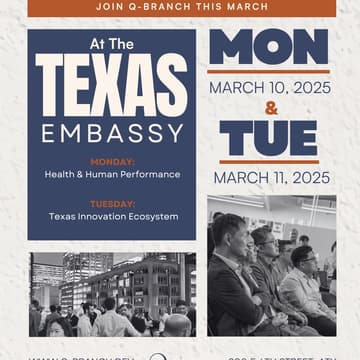 JOIN Q-BRANCH THIS MARCH
At The
TEXAS
EMBASSY
MONDAY:
Health & Human Performance
TUESDAY:
Texas Innovation Ecosystem
MON
MARCH 10, 2025
&
TUE
MARCH 11, 2025